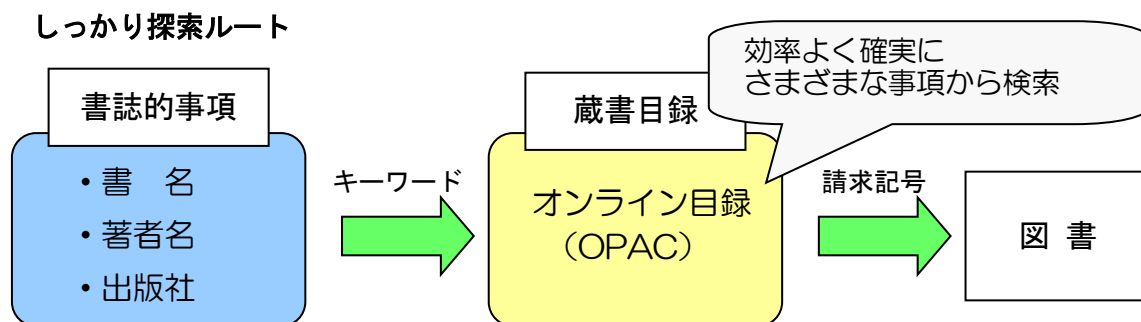 しっかり探索ルート
効率よく確実に
さまざまな事項から検索
書誌的事項
・書　名
・著者名
・出版社
キーワード
蔵書目録
オンライン目録
（OPAC）
請求記号
図 書